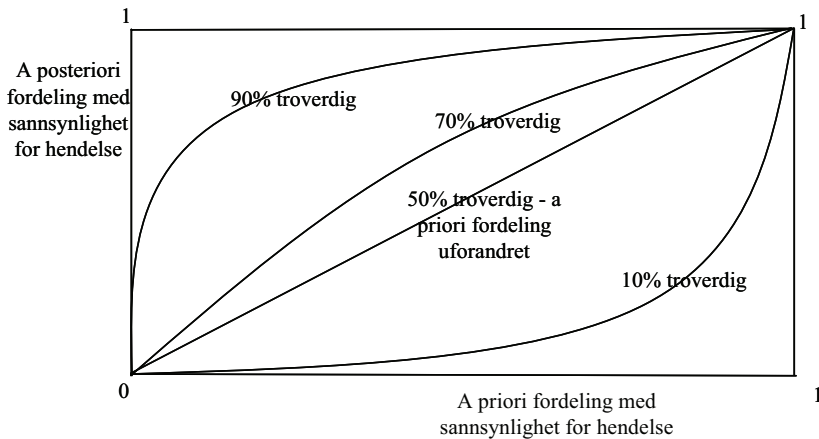 1
1
A posteriori
fordeling med
sannsynlighet
for hendelse
90% troverdig
70% troverdig
50% troverdig - a
priori fordeling
uforandret
10% troverdig
0
1
A priori fordeling med
sannsynlighet for hendelse